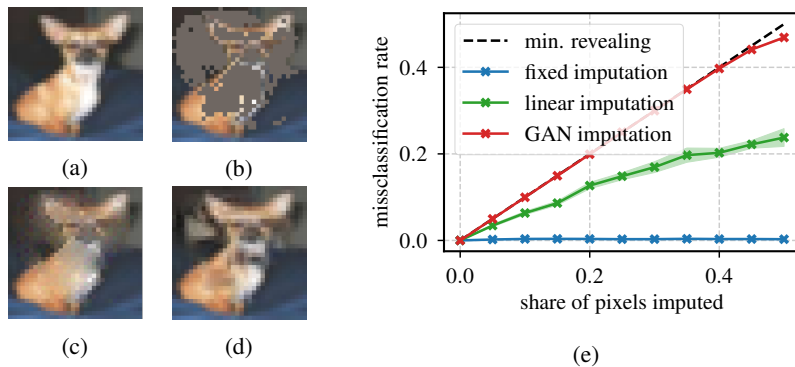 (a)
(b)
(c)
(d)
min. revealing
fixed imputation
linear imputation
GAN imputation
missclassification rate
0.4
0.2
0.0
0.0 0.2 0.4
share of pixels imputed
(e)